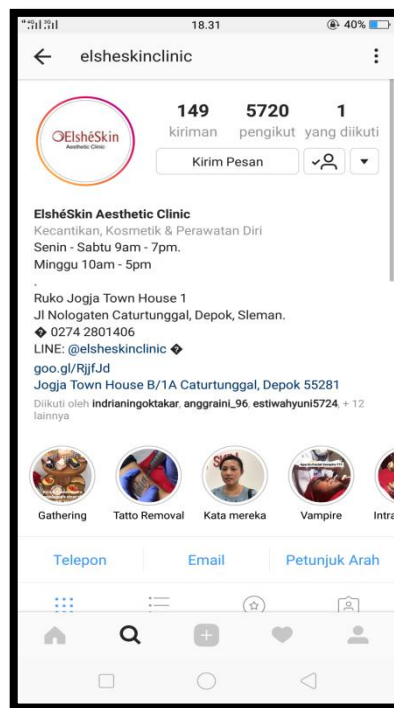 18.31
40%
elsheskinclinic
ElshéSkin
Aesthetic Clinic
149 5720 1
kiriman pengikut yang diikuti
Kirim Pesan
ElshéSkin Aesthetic Clinic
Kecantikan, Kosmetik & Perawatan Diri
Senin - Sabtu 9am - 7pm.
Minggu 10am - 5pm
.
Ruko Jogja Town House 1
Jl Nologaten Caturtunggal, Depok, Sleman.
� 0274 2801406
LINE: @elsheskinclinic �
goo.gl/RjjfJd
Jogja Town House B/1A Caturtunggal, Depok 55281
Diikuti oleh indrianingoktakar, anggraini_96, estiwahyuni5724, + 12
lainnya
Gathering Tatto Removal Kata mereka Vampire Intra
Telepon Email Petunjuk Arah